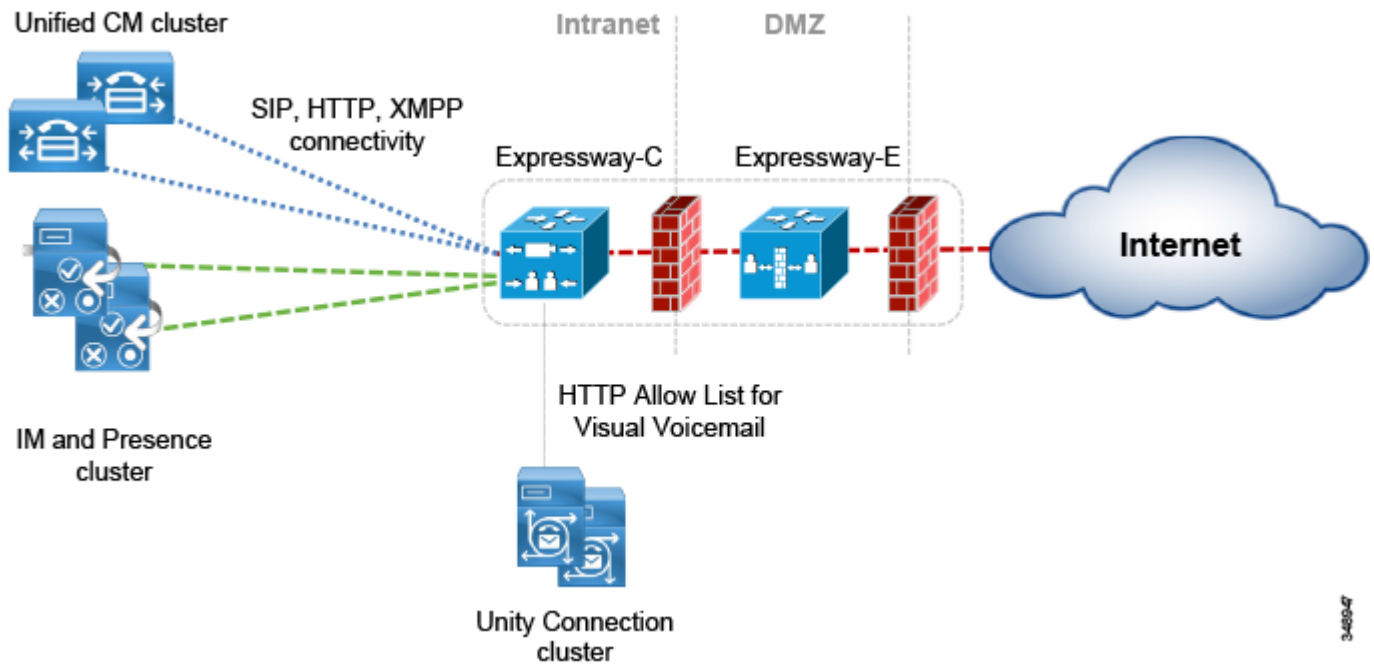 Unified CM cluster
Intranet
DMZ
SIP, HTTP, XMPP
connectivity
Expressway-C
Expressway-E
Internet
HTTP Allow List for
Visual Voicemail
IM and Presence
cluster
Unity Connection
cluster
348947